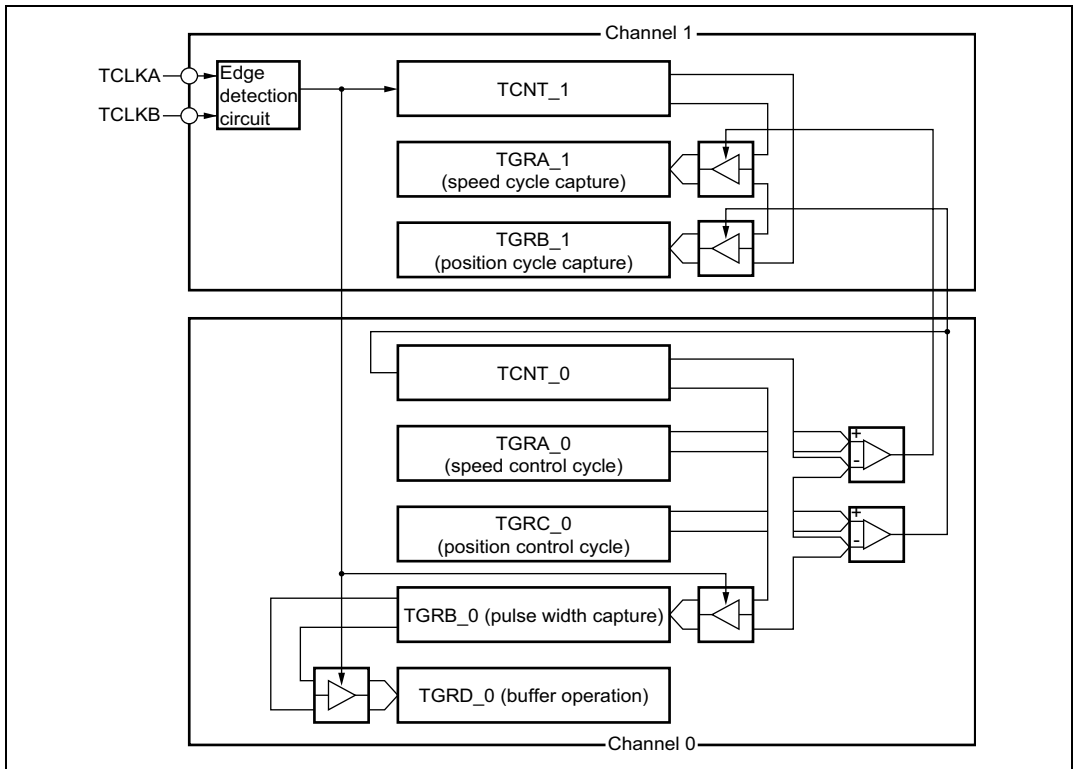 Channel 1
TCLKA
TCLKB
Edge
detection
circuit
TCNT_1
TGRA_1
(speed cycle capture)
TGRB_1
(position cycle capture)
TCNT_0
TGRA_0
(speed control cycle)
+
-
TGRC_0
(position control cycle)
+
-
TGRB_0 (pulse width capture)
TGRD_0 (buffer operation)
Channel 0